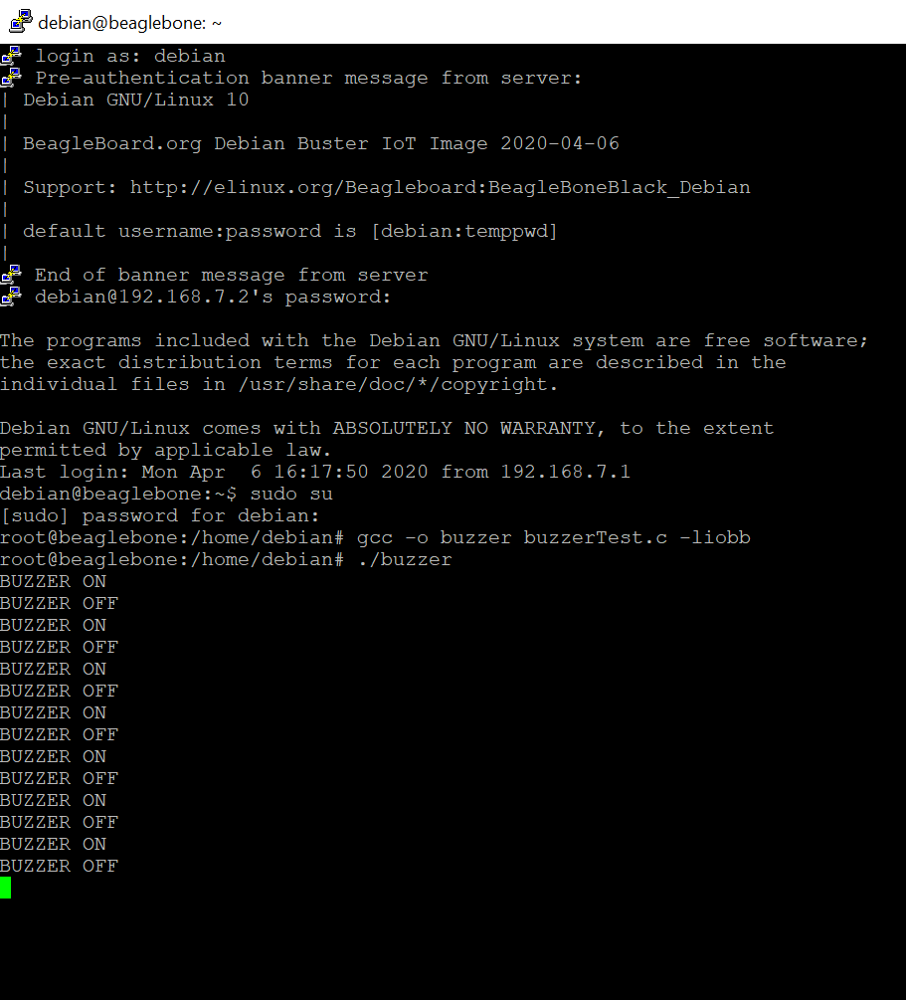 debian@beaglebone: ~
login as: debian
Pre-authentication banner message from server:
| Debian GNU/Linux 10
|
| BeagleBoard.org Debian Buster IoT Image 2020-04-06
|
| Support: http://elinux.org/Beagleboard:BeagleBoneBlack_Debian
|
| default username:password is [debian:temppwd]
|
End of banner message from server
debian@192.168.7.2's password:
The programs included with the Debian GNU/Linux system are free software;
the exact distribution terms for each program are described in the
individual files in /usr/share/doc/*/copyright.
Debian GNU/Linux comes with ABSOLUTELY NO WARRANTY, to the extent
permitted by applicable law.
Last login: Mon Apr  6 16:17:50 2020 from 192.168.7.1
debian@beaglebone:~$ sudo su
[sudo] password for debian:
root@beaglebone:/home/debian# gcc -o buzzer buzzerTest.c -liobb
root@beaglebone:/home/debian# ./buzzer
BUZZER ON
BUZZER OFF
BUZZER ON
BUZZER OFF
BUZZER ON
BUZZER OFF
BUZZER ON
BUZZER OFF
BUZZER ON
BUZZER OFF
BUZZER ON
BUZZER OFF
BUZZER ON
BUZZER OFF